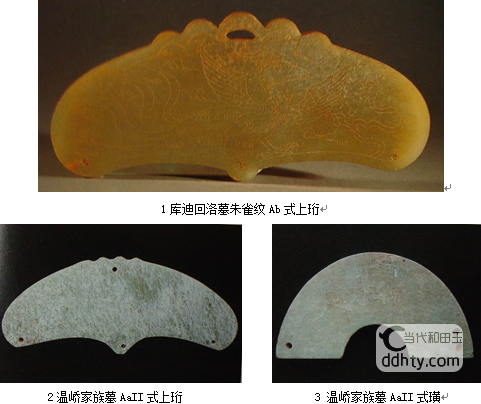 1 库迪回洛墓朱雀纹 Ab 式上珩
2 温峤家族墓 AaII 式上珩
3 温峤家族墓 AaII 式璜
当代和田玉
ddhty.com